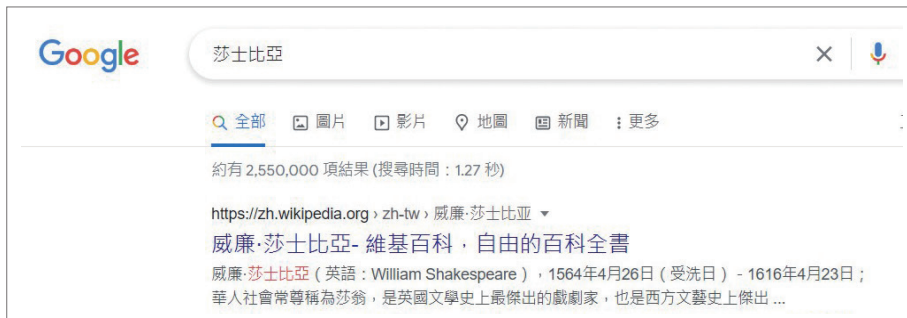 Google
莎士比亞
全部 圖片 影片 地圖 新聞 更多
約有 2,550,000 項結果 (搜尋時間：1.27 秒)
https://zh.wikipedia.org › zh-tw › 威廉·莎士比亚
威廉·莎士比亞- 維基百科，自由的百科全書
威廉·莎士比亞（英語：William Shakespeare），1564年4月26日（受洗日）- 1616年4月23日；
華人社會常尊稱為莎翁，是英國文學史上最傑出的戲劇家，也是西方文藝史上傑出 ...